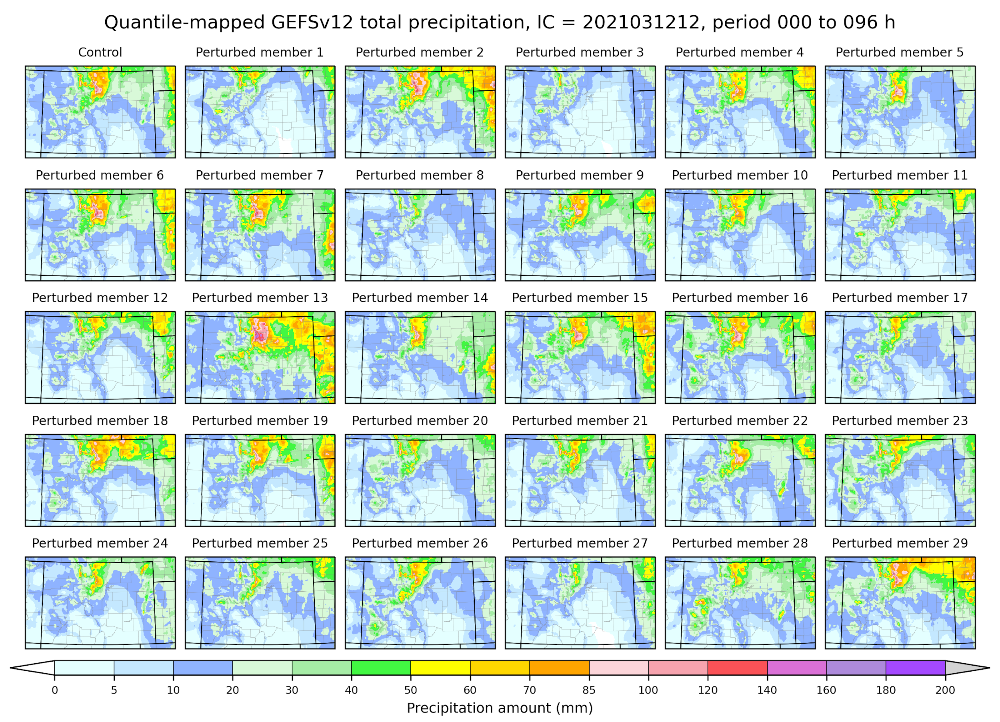 Quantile-mapped GEFSv12 total precipitation, IC = 2021031212, period 000 to 096 h
Control Perturbed member 1 Perturbed member 2 Perturbed member 3 Perturbed member 4 Perturbed member 5
Perturbed member 6 Perturbed member 7 Perturbed member 8 Perturbed member 9 Perturbed member 10 Perturbed member 11
Perturbed member 12 Perturbed member 13 Perturbed member 14 Perturbed member 15 Perturbed member 16 Perturbed member 17
Perturbed member 18 Perturbed member 19 Perturbed member 20 Perturbed member 21 Perturbed member 22 Perturbed member 23
Perturbed member 24 Perturbed member 25 Perturbed member 26 Perturbed member 27 Perturbed member 28 Perturbed member 29
0 5 10 20 30 40 50 60 70 85 100 120 140 160 180 200
Precipitation amount (mm)